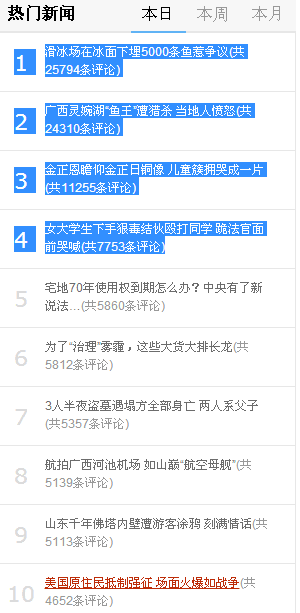 热门新闻 本日 本周 本月
1 滑冰场在冰面下埋5000条鱼惹争议(共
25794条评论)
2 广西灵婉湖“鱼王”遭猎杀 当地人愤怒(共
24310条评论)
3 金正恩瞻仰金正日铜像 儿童簇拥哭成一片
(共11255条评论)
4 女大学生下手狠毒结伙殴打同学 跪法官面
前哭喊(共7753条评论)
5 宅地70年使用权到期怎么办？中央有了新
说法…(共5860条评论)
6 为了“治理”雾霾，这些大货大排长龙(共
5812条评论)
7 3人半夜盗墓遇塌方全部身亡 两人系父子
(共5357条评论)
8 航拍广西河池机场 如山巅“航空母舰”(共
5139条评论)
9 山东千年佛塔内壁遭游客涂鸦 刻满情话(共
5113条评论)
10 美国原住民抵制强征 场面火爆如战争(共
4652条评论)